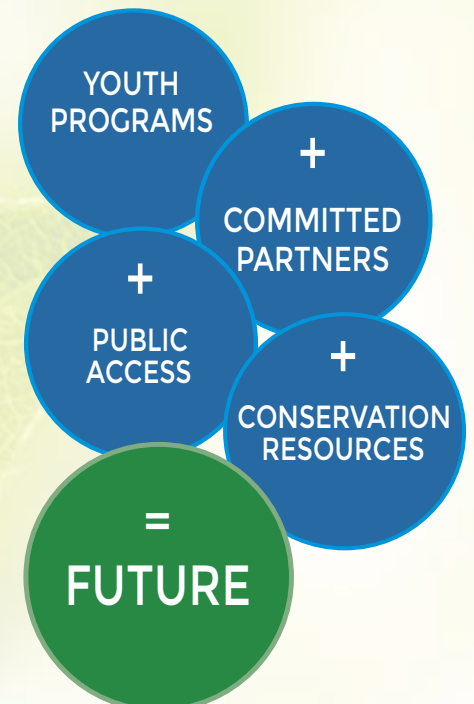 YOUTH
PROGRAMS
+
COMMITTED
PARTNERS
+
PUBLIC
ACCESS
+
CONSERVATION
RESOURCES
=
FUTURE